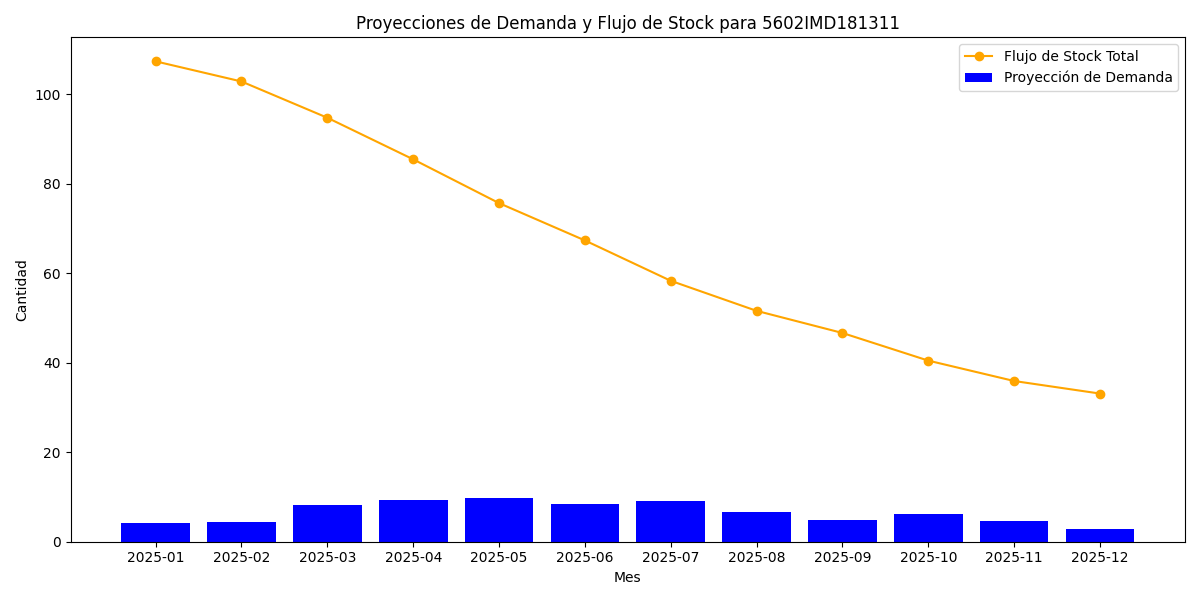 Proyecciones de Demanda y Flujo de Stock para 5602IMD181311
Flujo de Stock Total
Proyección de Demanda
Cantidad
100
80
60
40
20
0
2025-01 2025-02 2025-03 2025-04 2025-05 2025-06 2025-07 2025-08 2025-09 2025-10 2025-11 2025-12
Mes